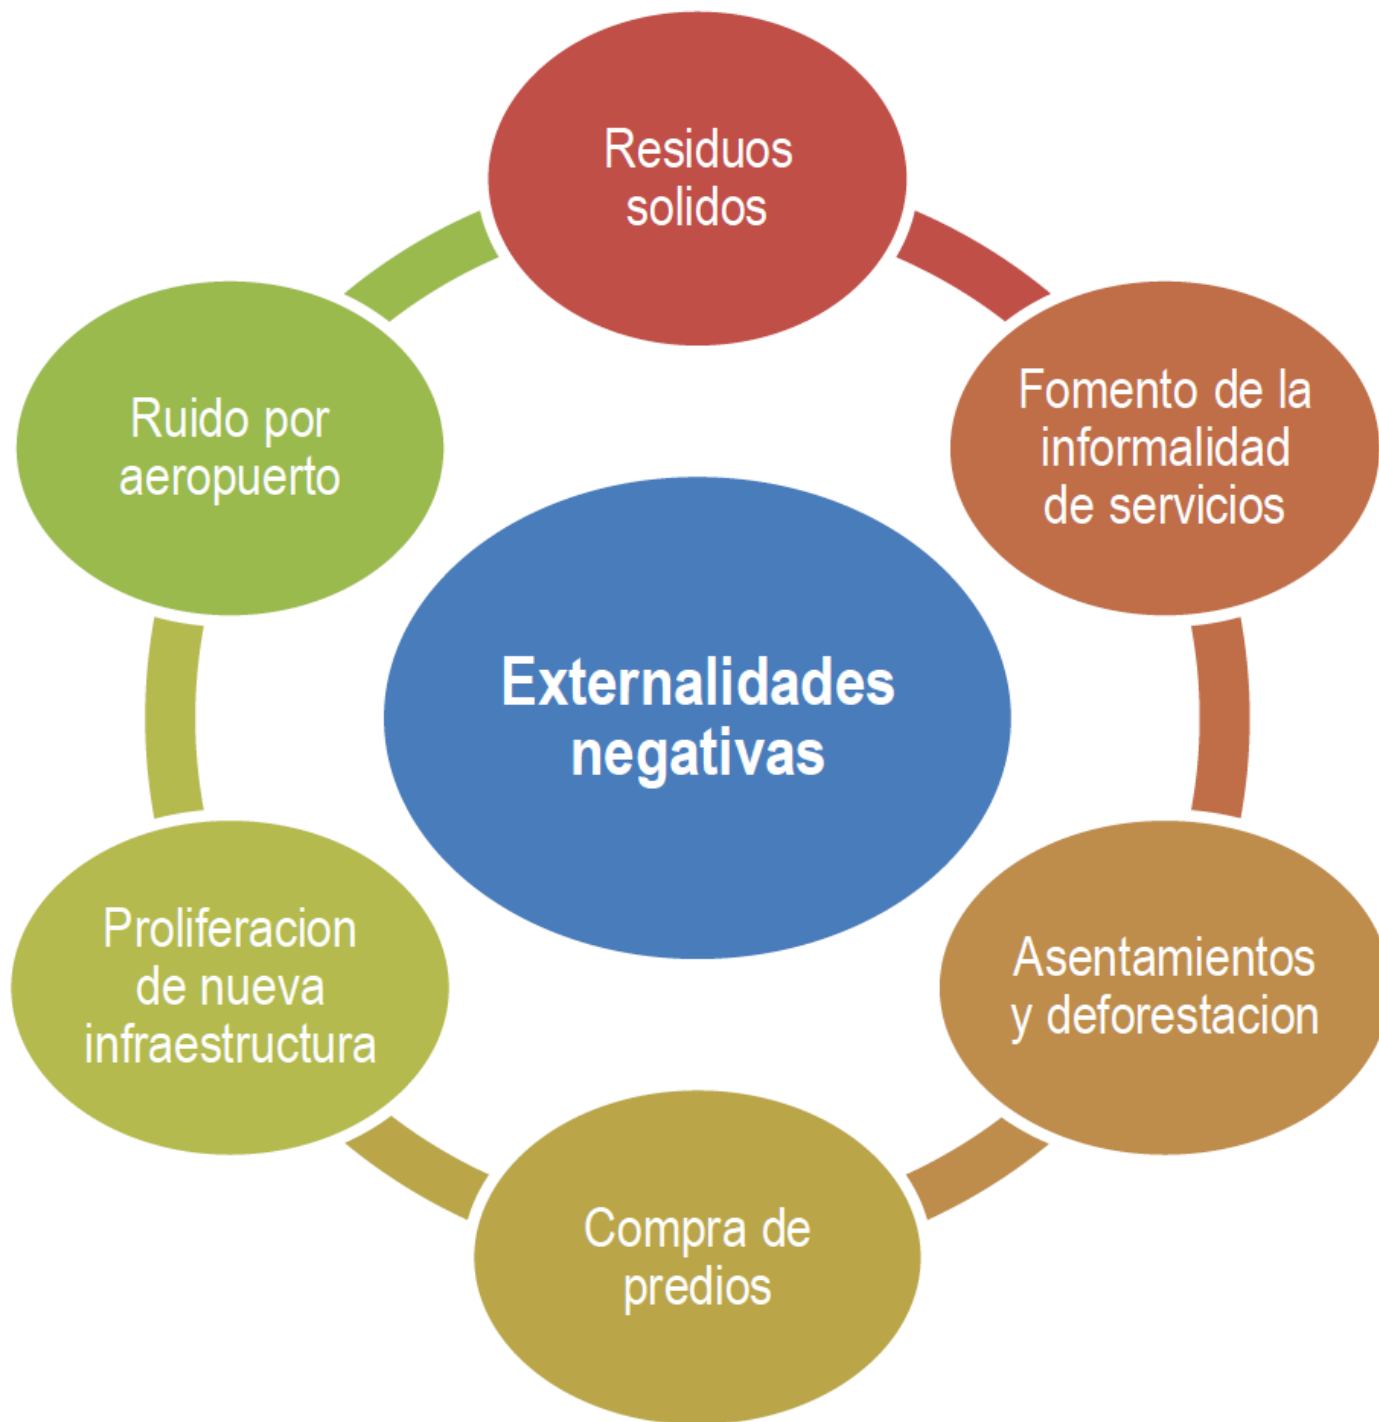 Residuos
solidos
Fomento de la
informalidad
de servicios
Asentamientos
y deforestacion
Compra de
predios
Proliferacion
de nueva
infraestructura
Ruido por
aeropuerto
Externalidades
negativas